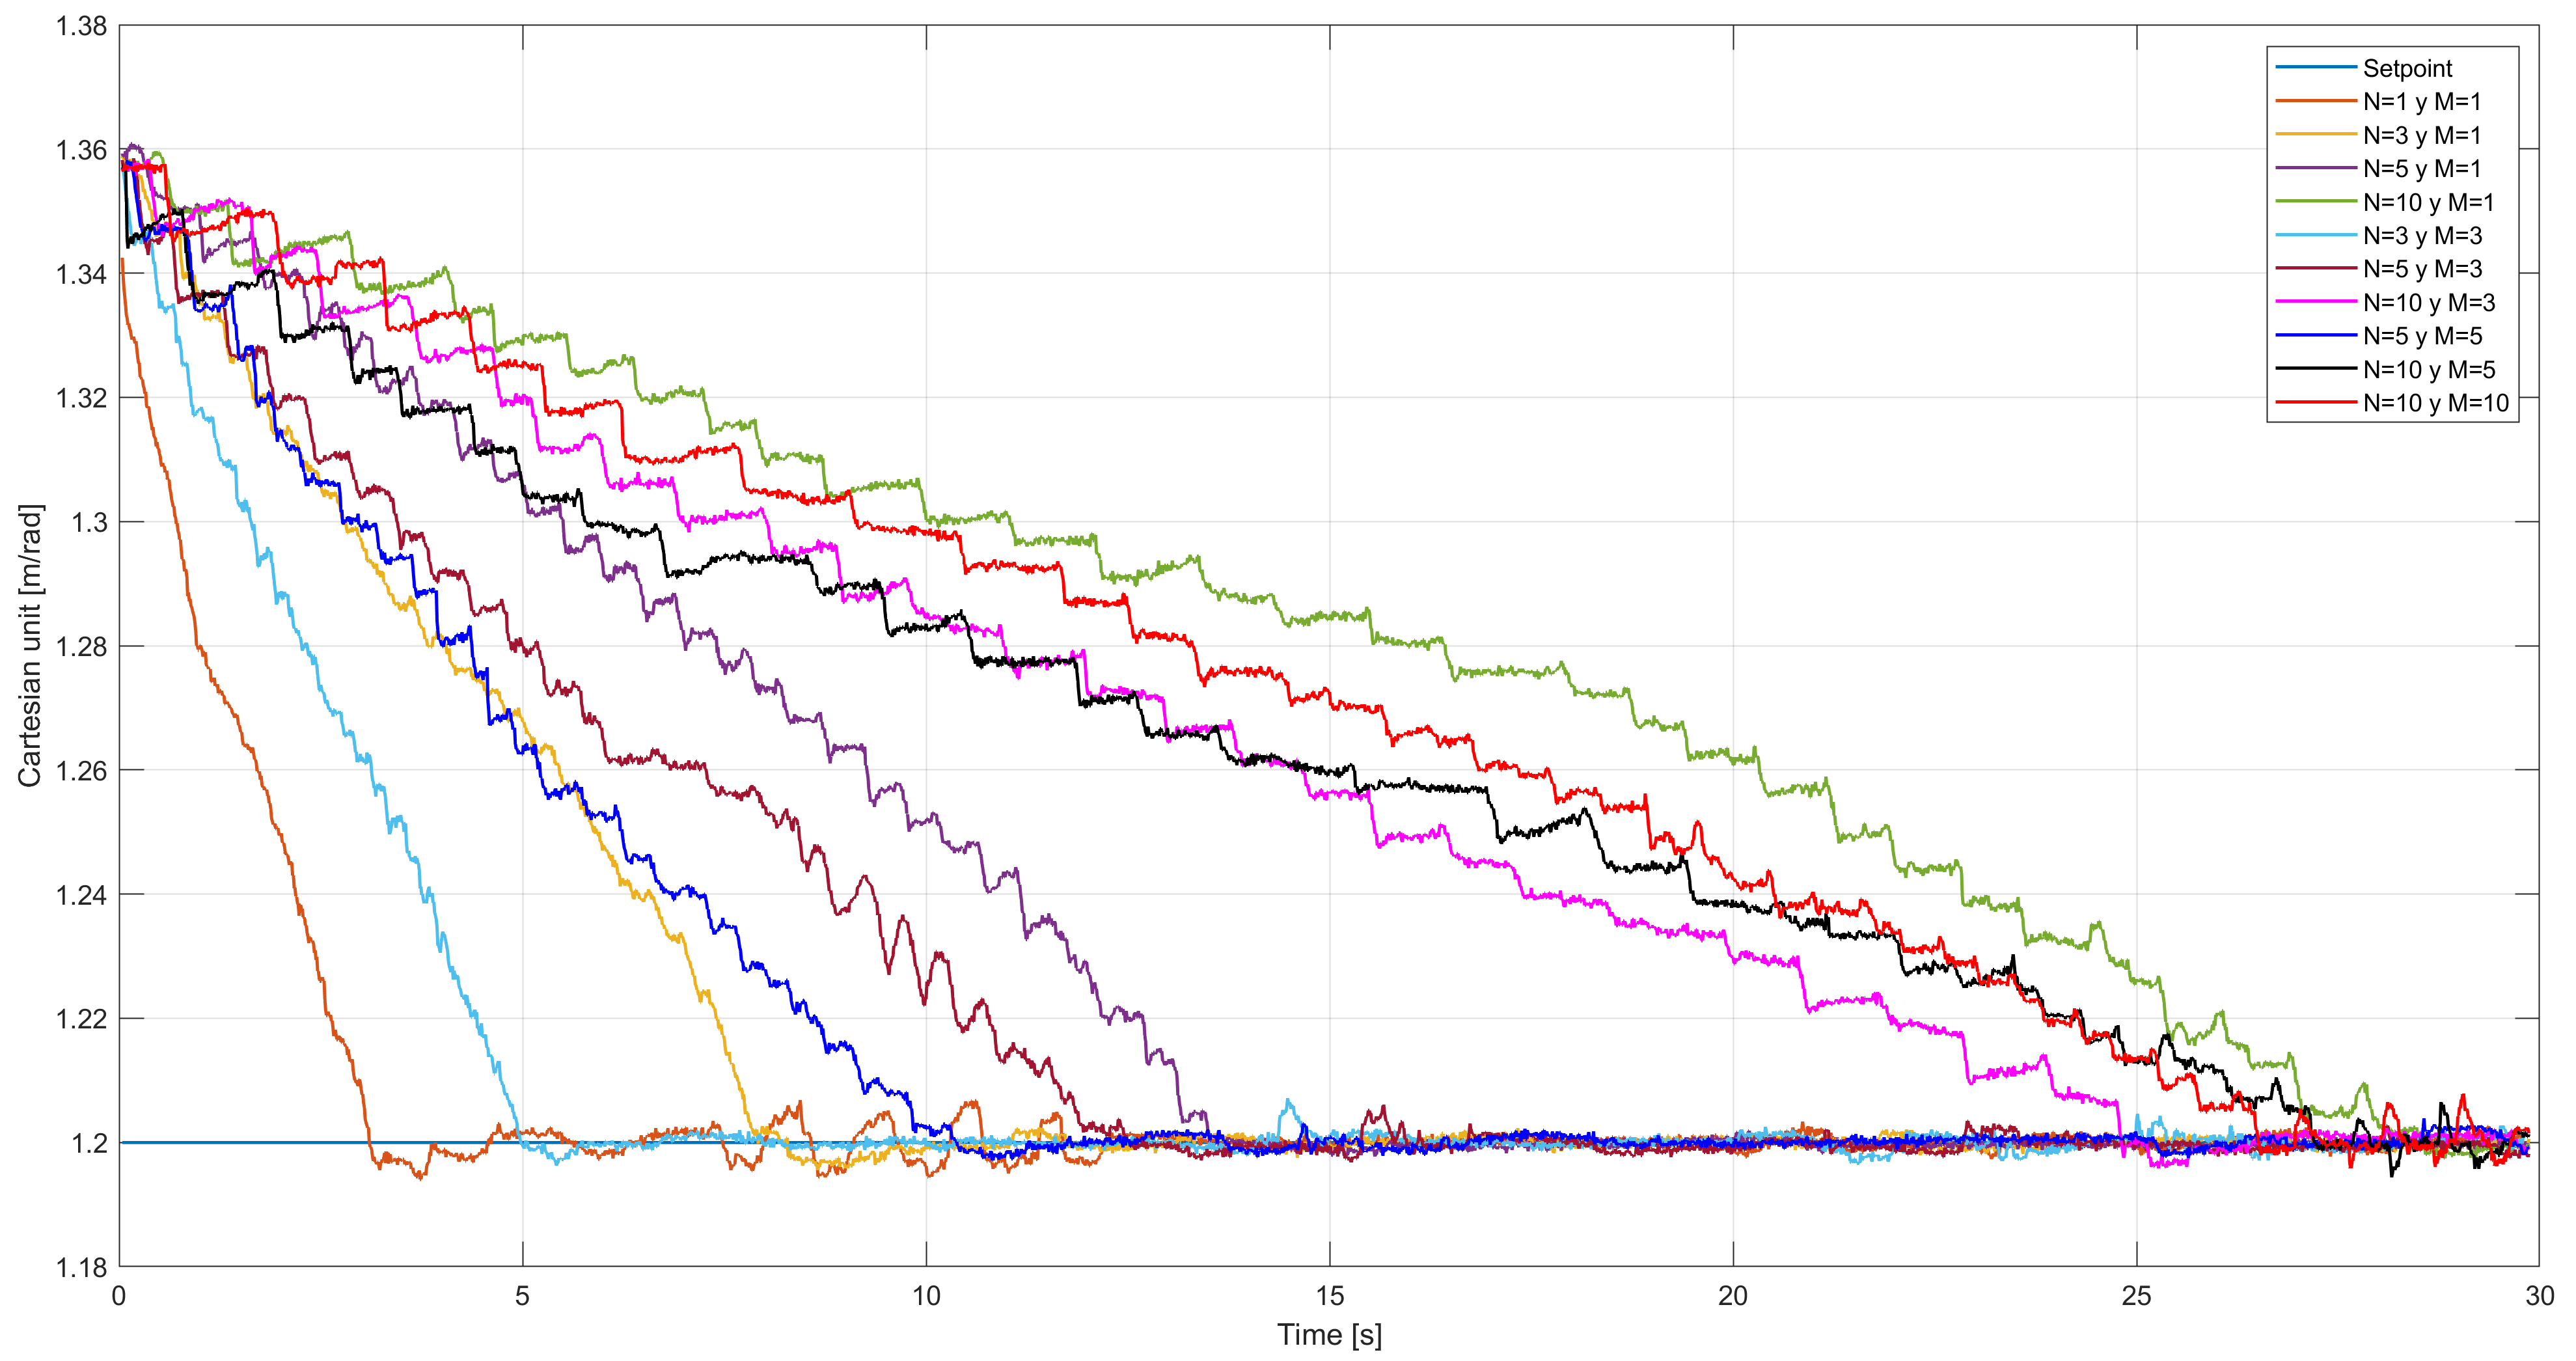 1.38
1.36
1.34
1.32
1.3
1.28
1.26
1.24
1.22
1.2
1.18
Cartesian unit [m/rad]
0
5
10
15
20
25
30
Time [s]
Setpoint
N=1 y M=1
N=3 y M=1
N=5 y M=1
N=10 y M=1
N=3 y M=3
N=5 y M=3
N=10 y M=3
N=5 y M=5
N=10 y M=5
N=10 y M=10